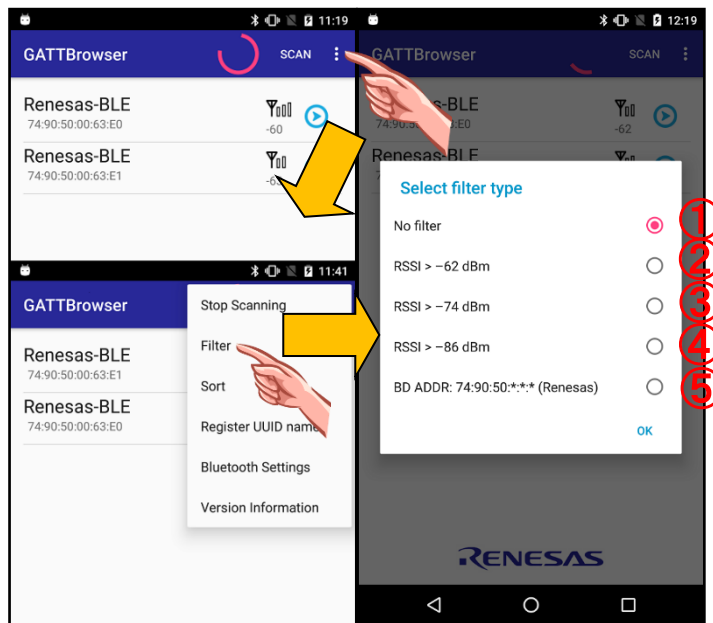 11:19
GATTBrowser
SCAN
Renesas-BLE
74:90:50:00:63:E0
-60
Renesas-BLE
74:90:50:00:63:E1
11:41
GATTBrowser
Renesas-BLE
74:90:50:00:63:E1
Renesas-BLE
74:90:50:00:63:E0
Stop Scanning
Filter
Sort
Register UUID name
Bluetooth Settings
Version Information
12:19
GATTBrowser
SCAN
Renesas-BLE
-62
Renesas-BLE
Select filter type
No filter ①
RSSI > −62 dBm ②
RSSI > −74 dBm ③
RSSI > −86 dBm ④
BD ADDR: 74:90:50:*:*:* (Renesas) ⑤
OK
RENESAS